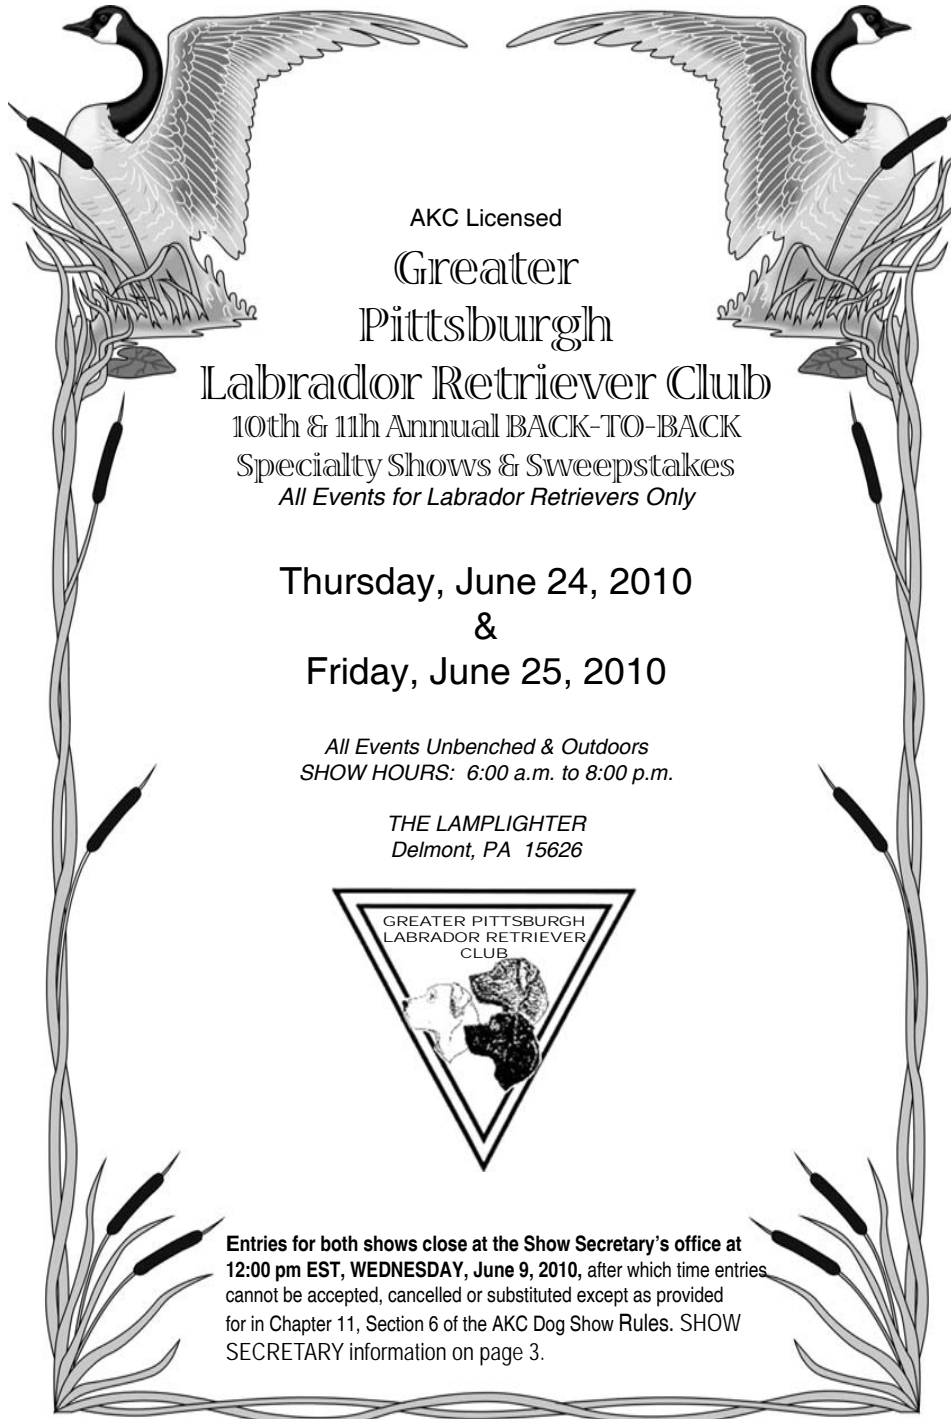 AKC Licensed
Greater
Pittsburgh
Labrador Retriever Club
10th & 11h Annual BACK-TO-BACK
Specialty Shows & Sweepstakes
All Events for Labrador Retrievers Only
Thursday, June 24, 2010
&
Friday, June 25, 2010
All Events Unbenched & Outdoors
SHOW HOURS:  6:00 a.m. to 8:00 p.m.
THE LAMPLIGHTER
Delmont, PA  15626
GREATER PITTSBURGH
LABRADOR RETRIEVER
CLUB
Entries for both shows close at the Show Secretary’s office at
12:00 pm EST, WEDNESDAY, June 9, 2010, after which time entries
cannot be accepted, cancelled or substituted except as provided
for in Chapter 11, Section 6 of the AKC Dog Show Rules. SHOW
SECRETARY information on page 3.